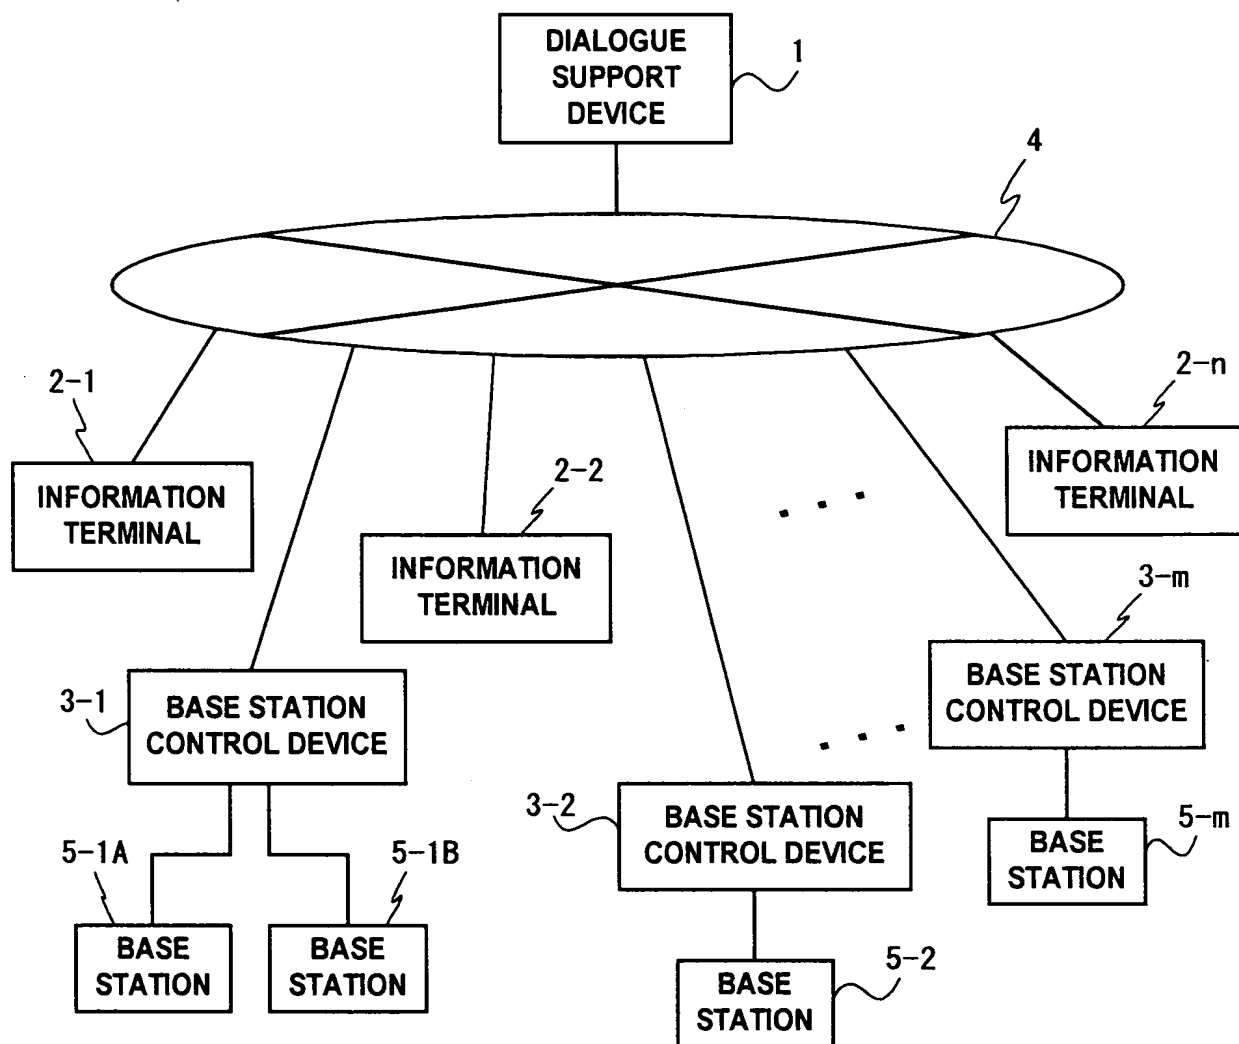 DIALOGUE
SUPPORT
DEVICE
1
4
2-1
INFORMATION
TERMINAL
2-2
INFORMATION
TERMINAL
2-n
INFORMATION
TERMINAL
3-1
BASE STATION
CONTROL DEVICE
3-m
BASE STATION
CONTROL DEVICE
3-2
BASE STATION
CONTROL DEVICE
5-1A
BASE
STATION
5-1B
BASE
STATION
5-m
BASE
STATION
5-2
BASE
STATION